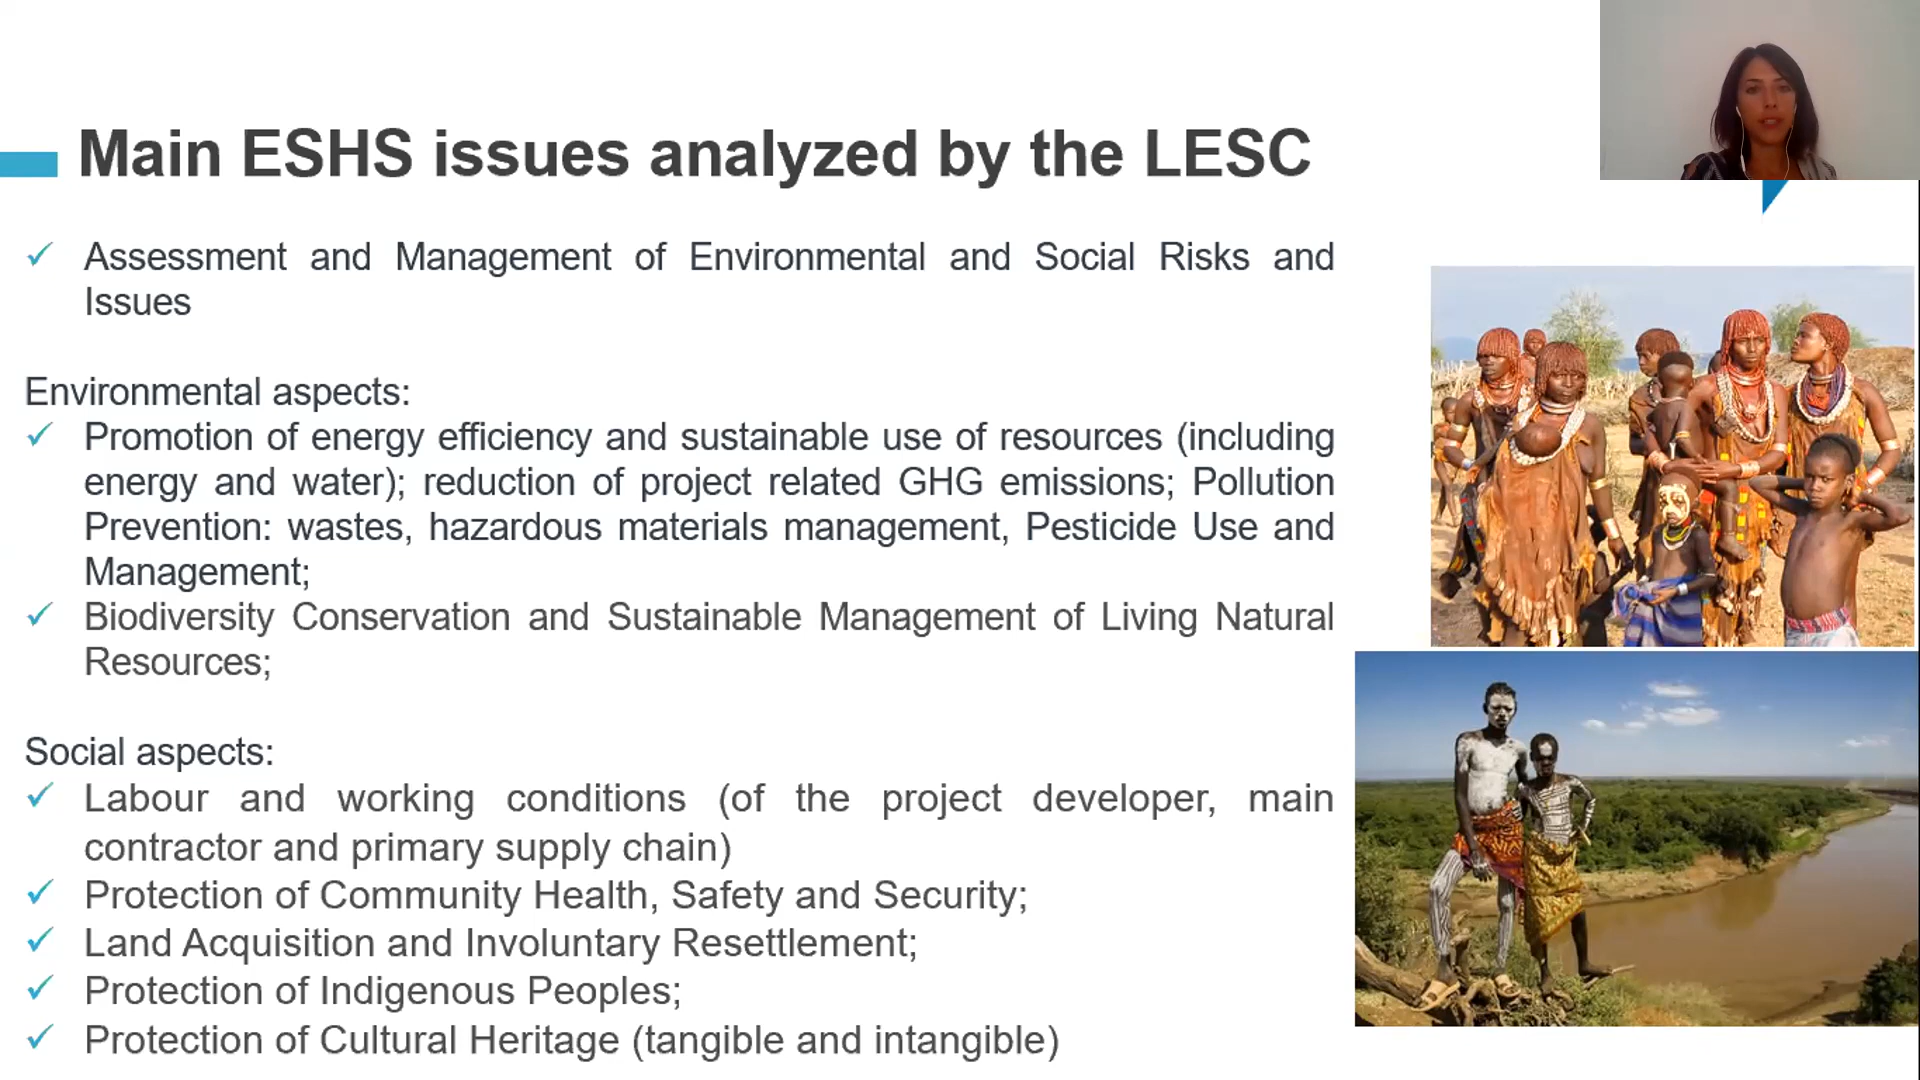 Main ESHS issues analyzed by the LESC
✓ Assessment and Management of Environmental and Social Risks and
Issues
Environmental aspects:
✓ Promotion of energy efficiency and sustainable use of resources (including
energy and water); reduction of project related GHG emissions; Pollution
Prevention: wastes, hazardous materials management, Pesticide Use and
Management;
✓ Biodiversity Conservation and Sustainable Management of Living Natural
Resources;
Social aspects:
✓ Labour and working conditions (of the project developer, main
contractor and primary supply chain)
✓ Protection of Community Health, Safety and Security;
✓ Land Acquisition and Involuntary Resettlement;
✓ Protection of Indigenous Peoples;
✓ Protection of Cultural Heritage (tangible and intangible)